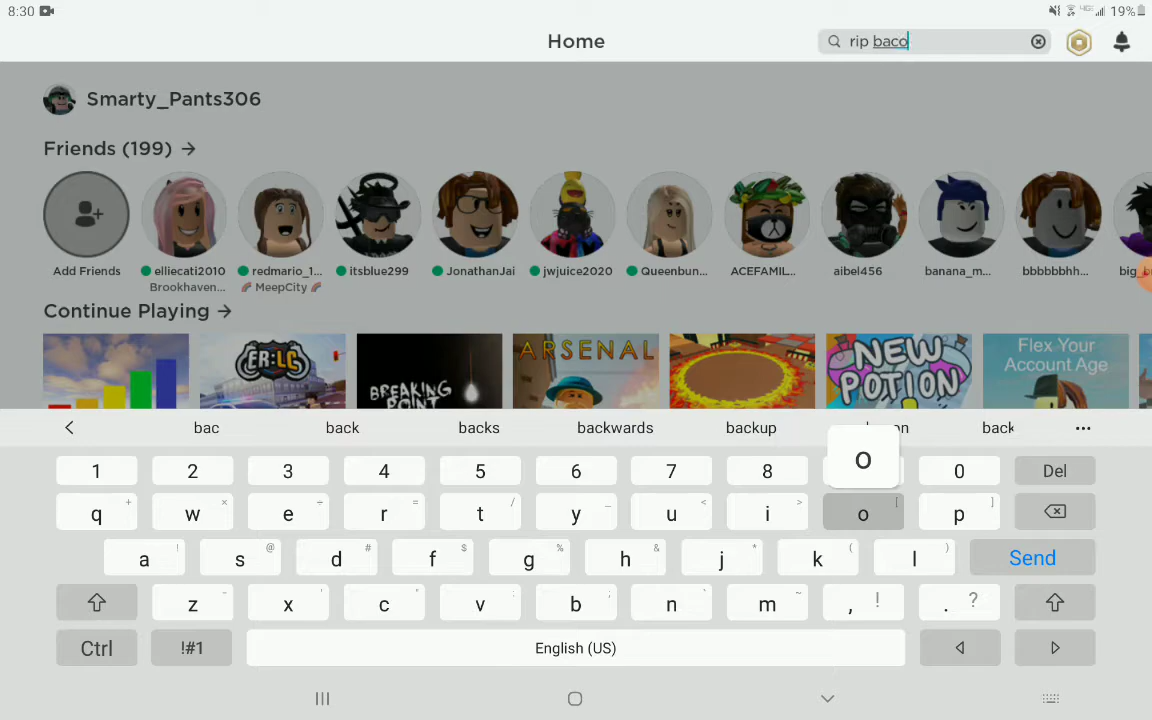 8:30 19%
Home
rip baco
Smarty_Pants306
Friends (199) →
Add Friends elliecati2010 redmario_1... itsblue299 JonathanJai jwjuice2020 Queenbun... ACEFAMIL... aibel456 banana_m... bbbbbbhh...
Brookhaven... MeepCity
Continue Playing →
ER:LC BREAKING POINT ARSENAL NEW POTION Flex Your Account Age
bac back backs backwards backup
1 2 3 4 5 6 7 8 o 0 Del
q + w × e ÷ r = t / y _ u < i > o [ p ]
a ! s @ d # f $ g % h & j * k ( l ) Send
z - x ' c " v : b ; n m ~ , ! . ?
Ctrl !#1 English (US)